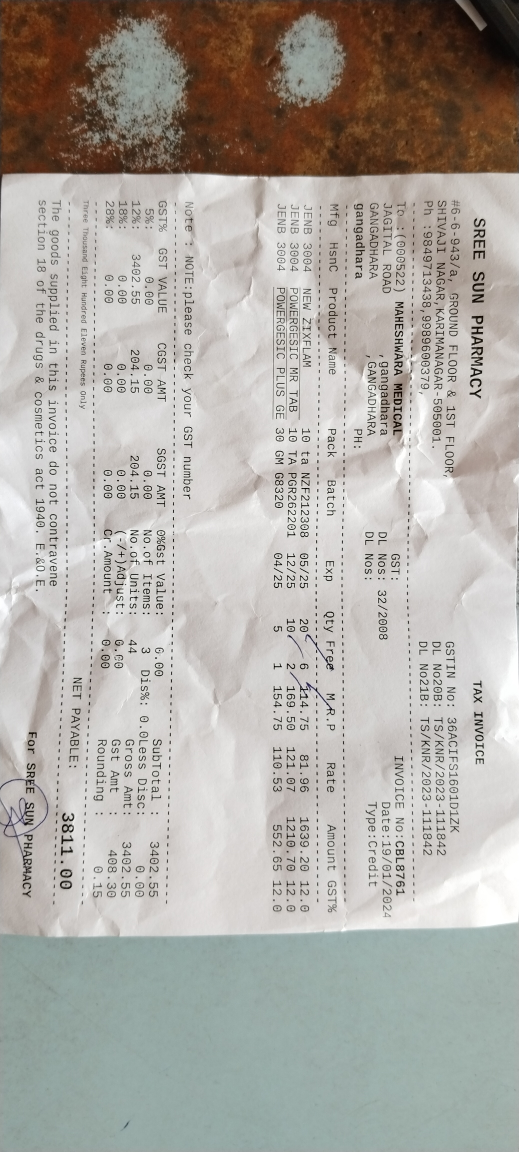 SREE SUN PHARMACY
TAX INVOICE
#6-6-943/a, GROUND FLOOR & 1ST FLOOR,
SHIVAJI NAGAR,KARIMANAGAR-505001.
Ph :9849713438,9989600379,
GSTIN No: 36ACIFS1601D1ZK
DL No20B: TS/KNR/2023-111842
DL No21B: TS/KNR/2023-111842
To :(000522) MAHESHWARA MEDICAL
JAGITAL ROAD ,gangadhara
GANGADHARA ,GANGADHARA
gangadhara PH:
GST:
DL Nos: 32/2008
DL Nos:
INVOICE No:CBL8761
Date:19/01/2024
Type:Credit
Mfg HsnC Product Name Pack Batch Exp Qty Free M.R.P Rate Amount GST%
JENB 3004 NEW ZIXFLAM 10 ta NZF212308 05/25 20 6 114.75 81.96 1639.20 12.0
JENB 3004 POWERGESIC MR TAB 10 TA PGR262201 12/25 10 2 169.50 121.07 1210.70 12.0
JENB 3004 POWERGESIC PLUS GE 30 GM G8320 04/25 5 1 154.75 110.53 552.65 12.0
Note : NOTE:please check your GST number
GST% GST VALUE CGST AMT SGST AMT 0%Gst Value: 0.00 SubTotal : 3402.55
5%: 0.00 0.00 0.00 No.of Items: 3 Dis%: 0.0Less Disc: 0.00
12%: 3402.55 204.15 204.15 No.of Units: 44 Gross Amt: 3402.55
18%: 0.00 0.00 0.00 (-/+)Adjust: 0.00 Gst Amt : 408.30
28%: 0.00 0.00 0.00 Cr.Amount : 0.00 Rounding : 0.15
Three Thousand Eight Hundred Eleven Rupees Only
NET PAYABLE: 3811.00
The goods supplied in this invoice do not contravene
section 18 of the drugs & cosmetics act 1940. E.&O.E.
For SREE SUN PHARMACY